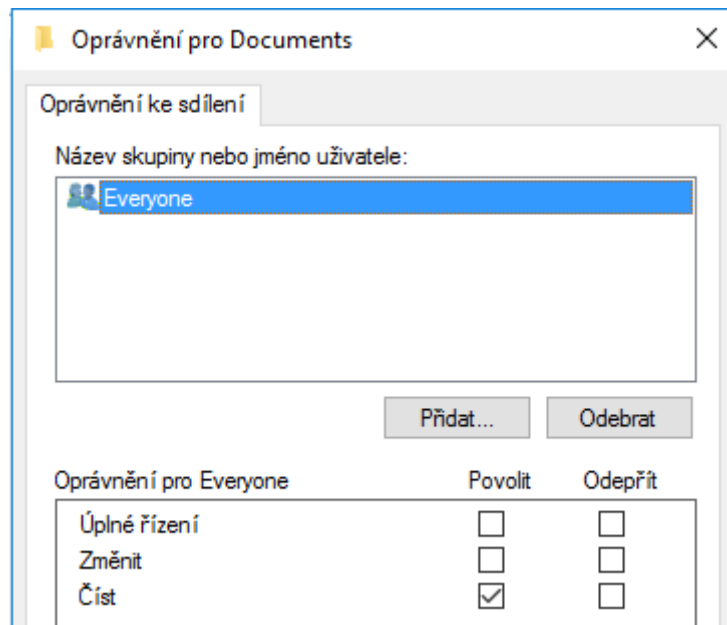 Oprávnění pro Documents
Oprávnění ke sdílení
Název skupiny nebo jméno uživatele:
Everyone
Přidat... Odebrat
Oprávnění pro Everyone Povolit Odepřít
Úplné řízení
Změnit
Číst